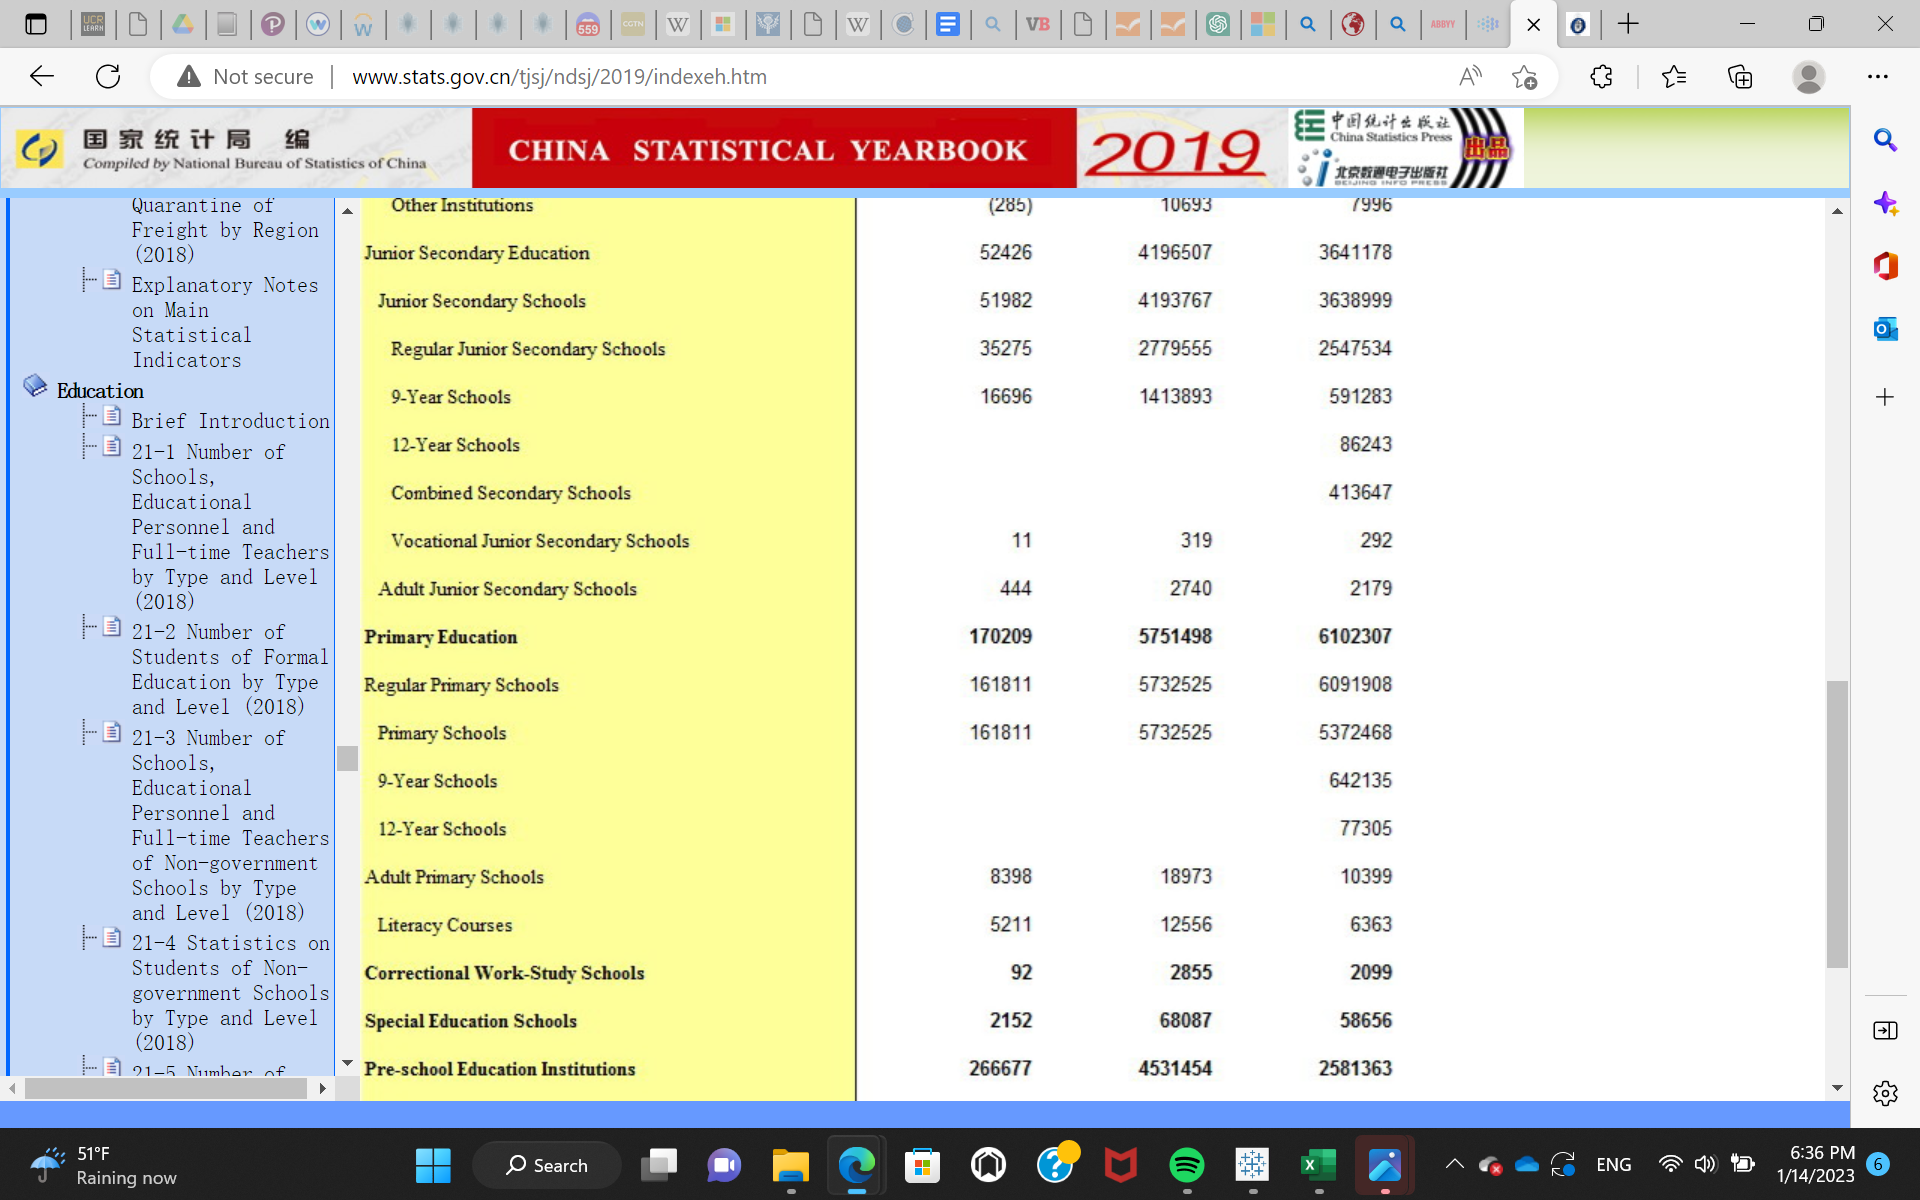 UCR
LEARN
559
CCTN
W
W
VB
ABBYY
Not secure
www.stats.gov.cn/tjsj/ndsj/2019/indexeh.htm
国家统计局 编
Compiled by National Bureau of Statistics of China
CHINA STATISTICAL YEARBOOK
2019
中国统计出版社
China Statistics Press
北京数通电子出版社
BEIJING INFO PRESS
出品
Quarantine of
Freight by Region
(2018)
Explanatory Notes
on Main
Statistical
Indicators
Education
Brief Introduction
21-1 Number of
Schools,
Educational
Personnel and
Full-time Teachers
by Type and Level
(2018)
21-2 Number of
Students of Formal
Education by Type
and Level (2018)
21-3 Number of
Schools,
Educational
Personnel and
Full-time Teachers
of Non-government
Schools by Type
and Level (2018)
21-4 Statistics on
Students of Non-
government Schools
by Type and Level
(2018)
21-5 Number of
Other Institutions (285) 10693 7996
Junior Secondary Education 52426 4196507 3641178
Junior Secondary Schools 51982 4193767 3638999
Regular Junior Secondary Schools 35275 2779555 2547534
9-Year Schools 16696 1413893 591283
12-Year Schools 86243
Combined Secondary Schools 413647
Vocational Junior Secondary Schools 11 319 292
Adult Junior Secondary Schools 444 2740 2179
Primary Education 170209 5751498 6102307
Regular Primary Schools 161811 5732525 6091908
Primary Schools 161811 5732525 5372468
9-Year Schools 642135
12-Year Schools 77305
Adult Primary Schools 8398 18973 10399
Literacy Courses 5211 12556 6363
Correctional Work-Study Schools 92 2855 2099
Special Education Schools 2152 68087 58656
Pre-school Education Institutions 266677 4531454 2581363
51°F
Raining now
Search
ENG
6:36 PM
1/14/2023
6